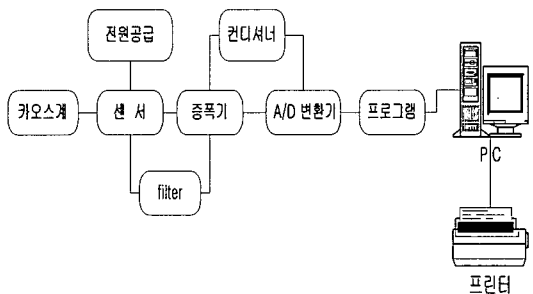 전원공급
컨디셔너
카오스계
센 서
증폭기
A/D 변환기
프로그램
filter
PC
프린터